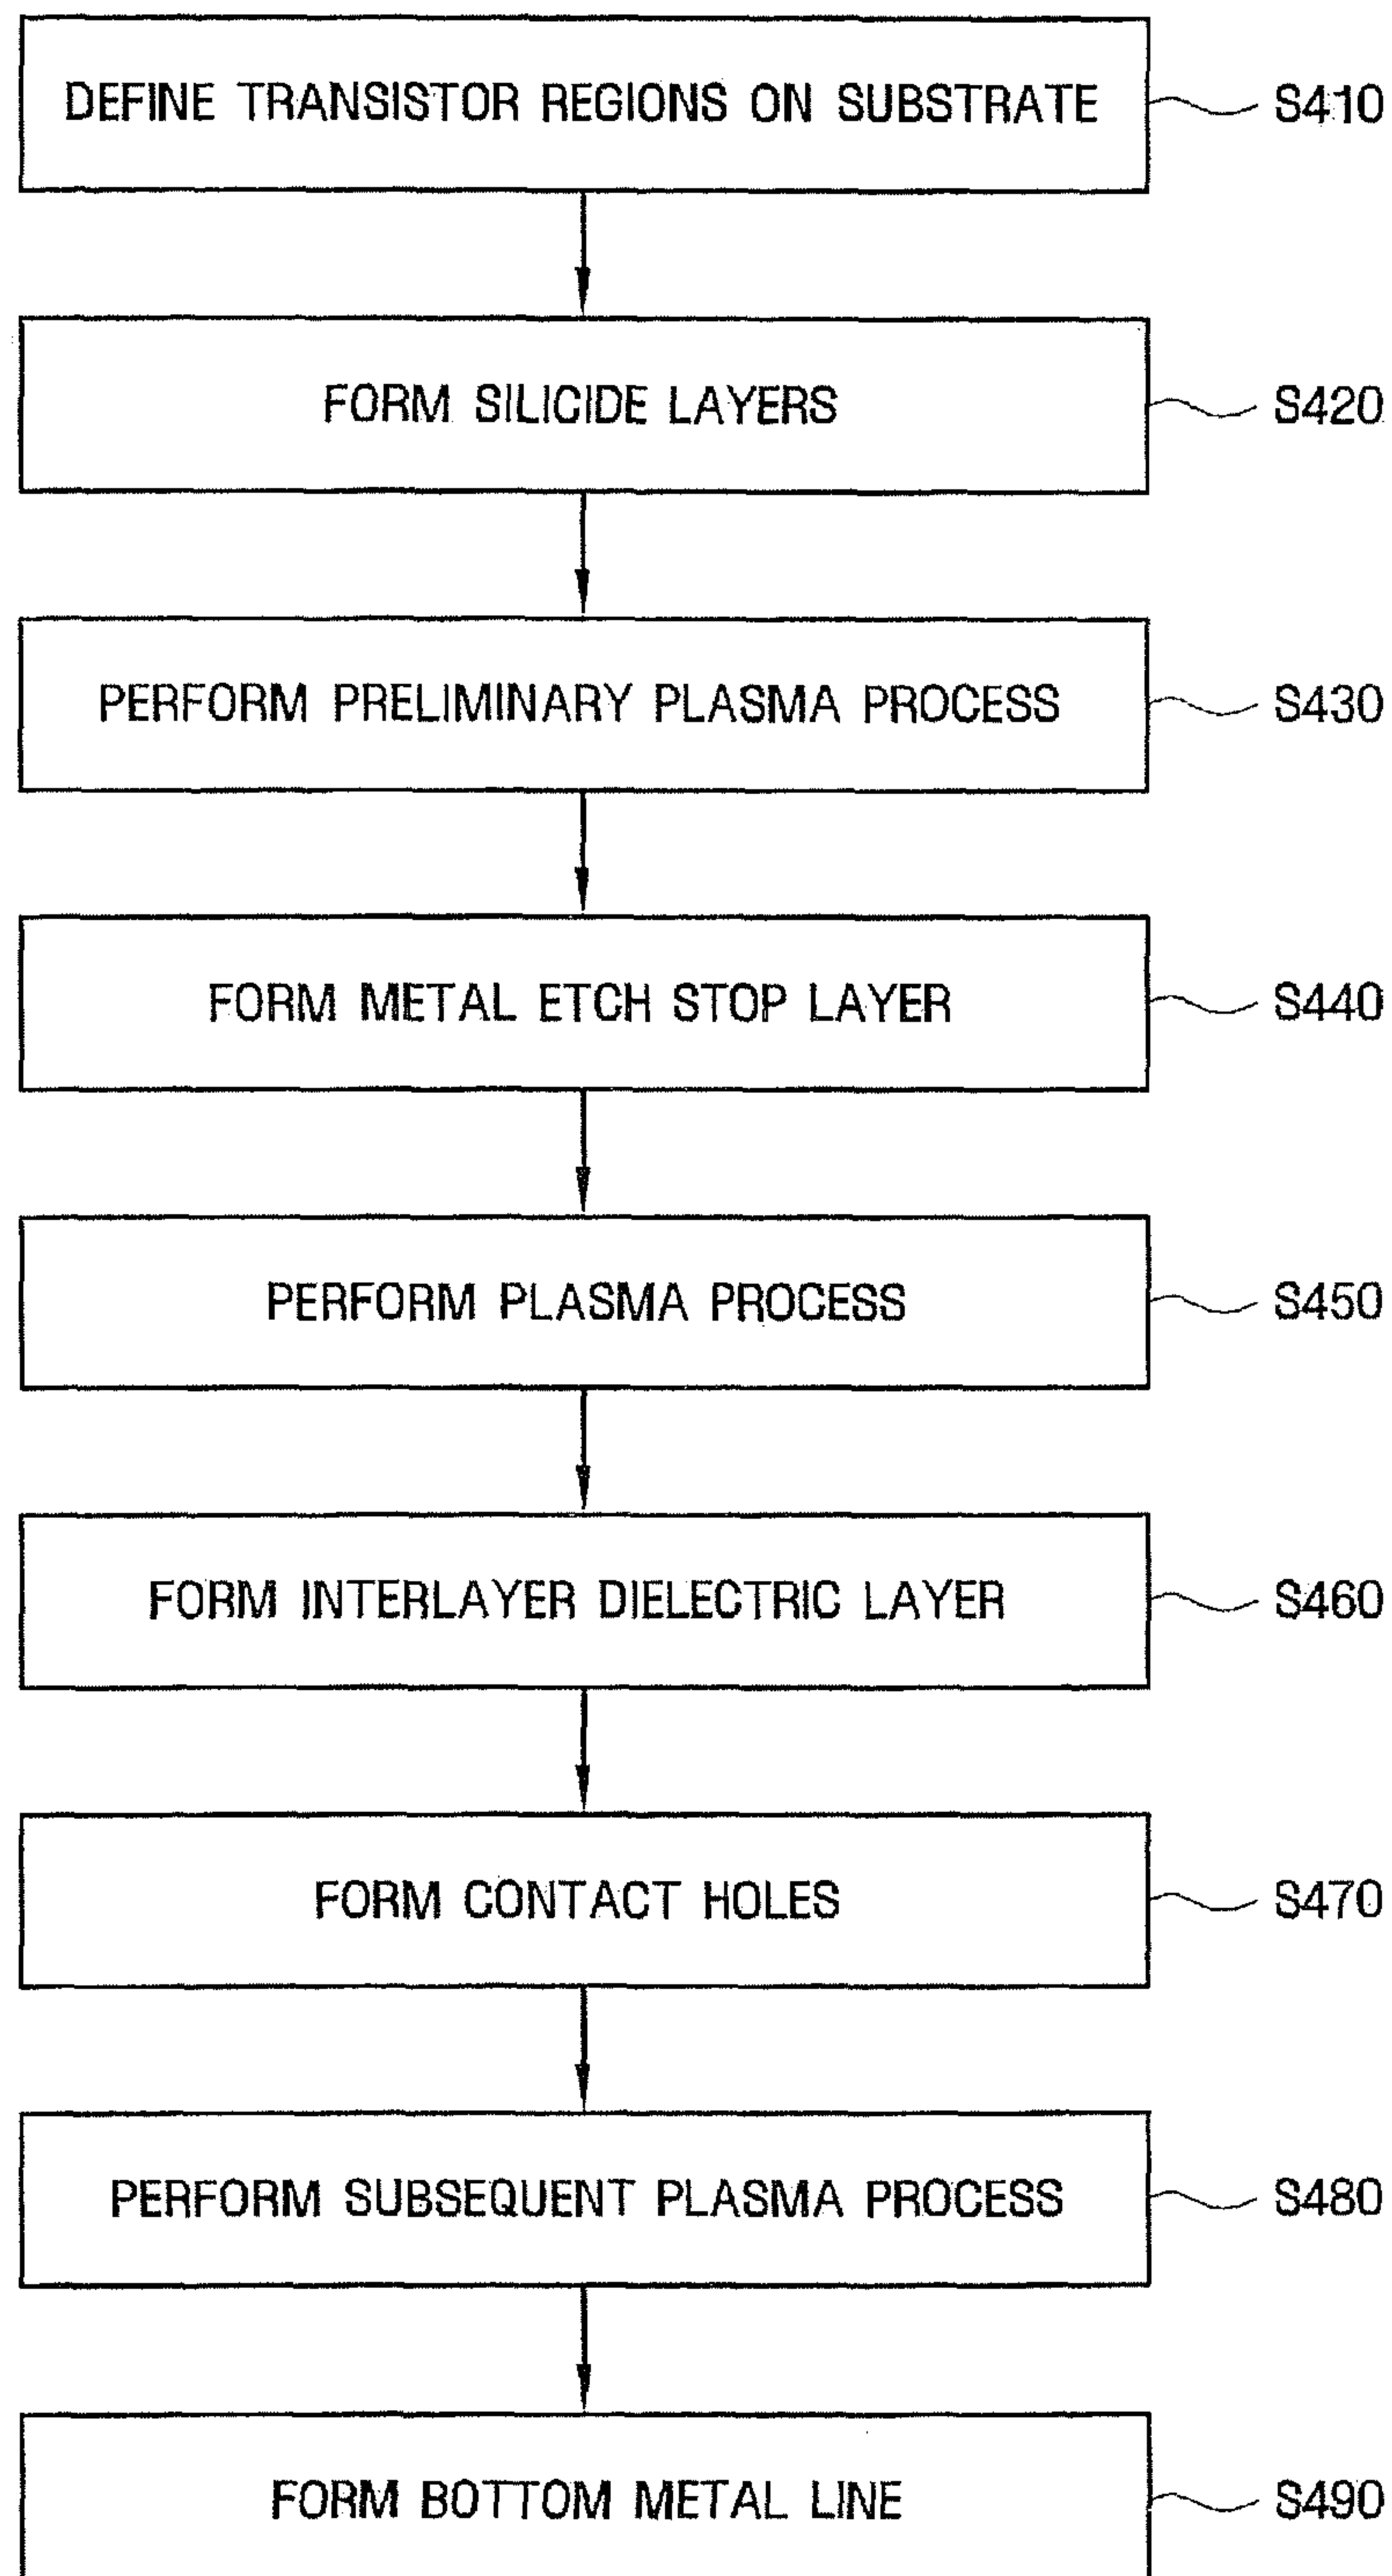 DEFINE TRANSISTOR REGIONS ON SUBSTRATE S410
FORM SILICIDE LAYERS S420
PERFORM PRELIMINARY PLASMA PROCESS S430
FORM METAL ETCH STOP LAYER S440
PERFORM PLASMA PROCESS S450
FORM INTERLAYER DIELECTRIC LAYER S460
FORM CONTACT HOLES S470
PERFORM SUBSEQUENT PLASMA PROCESS S480
FORM BOTTOM METAL LINE S490